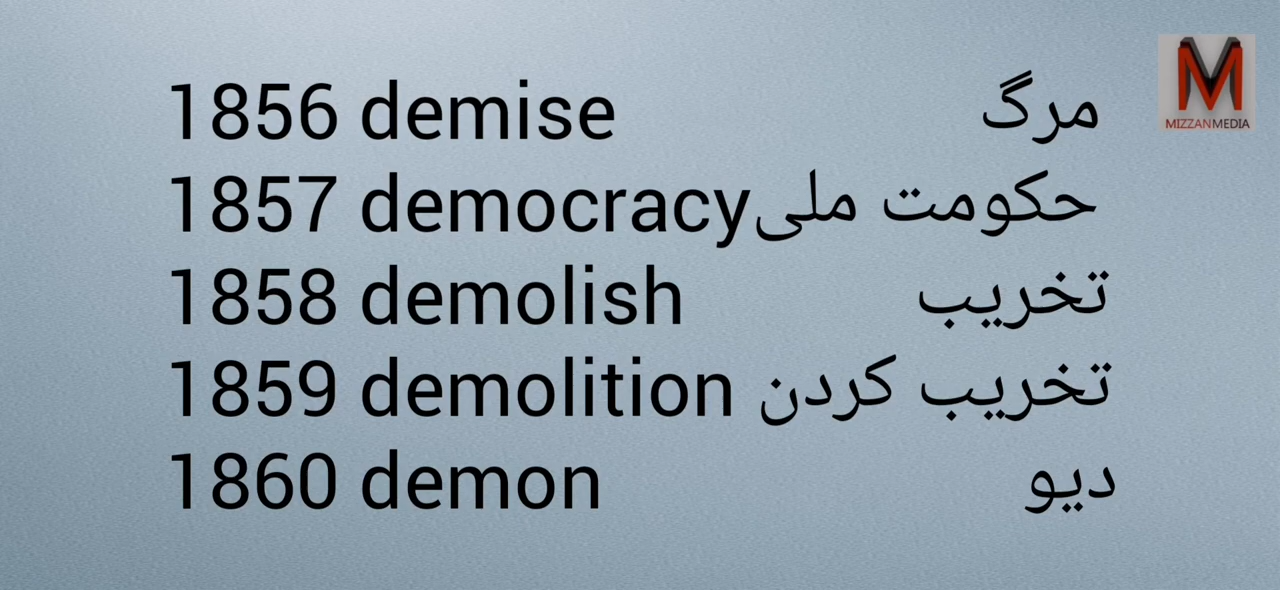 1856 demise مرگ
1857 democracy حکومت ملی
1858 demolish تخریب
1859 demolition تخریب کردن
1860 demon دیو
M
MIZZANMEDIA